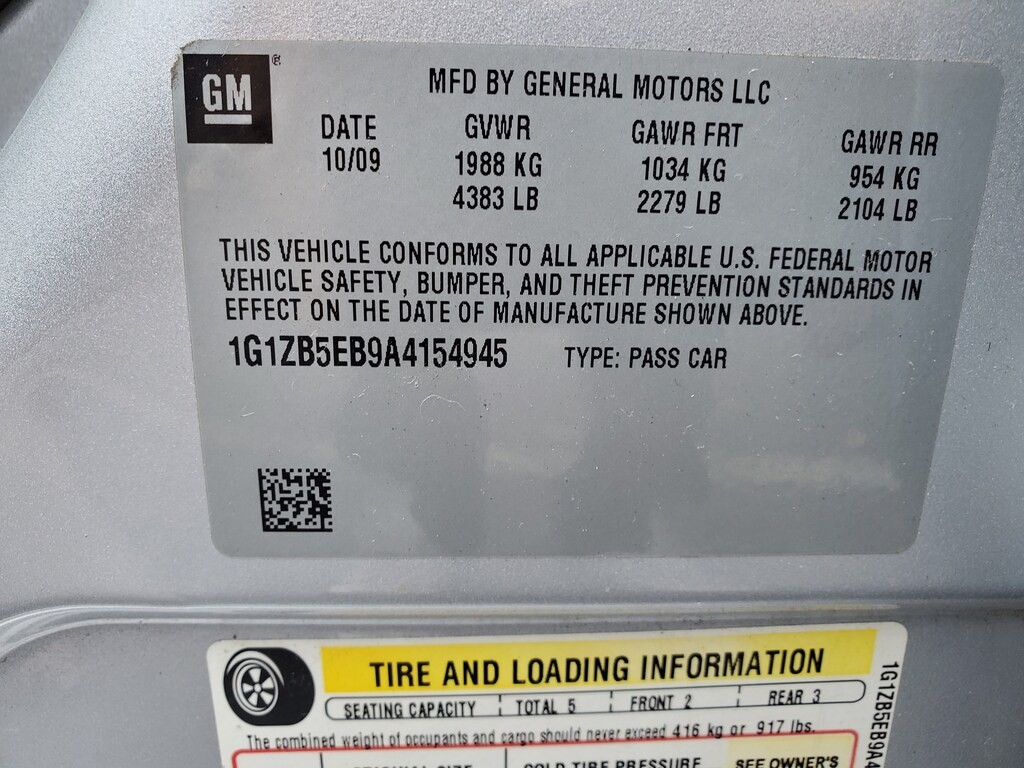 GM ®
MFD BY GENERAL MOTORS LLC
DATE GVWR GAWR FRT GAWR RR
10/09 1988 KG 1034 KG 954 KG
4383 LB 2279 LB 2104 LB
THIS VEHICLE CONFORMS TO ALL APPLICABLE U.S. FEDERAL MOTOR
VEHICLE SAFETY, BUMPER, AND THEFT PREVENTION STANDARDS IN
EFFECT ON THE DATE OF MANUFACTURE SHOWN ABOVE.
1G1ZB5EB9A4154945 TYPE: PASS CAR
TIRE AND LOADING INFORMATION
SEATING CAPACITY TOTAL 5 FRONT 2 REAR 3
The combined weight of occupants and cargo should never exceed 416 kg or 917 lbs.
SIZE COLD TIRE PRESSURE SEE OWNER'S
1G1ZB5EB9A4